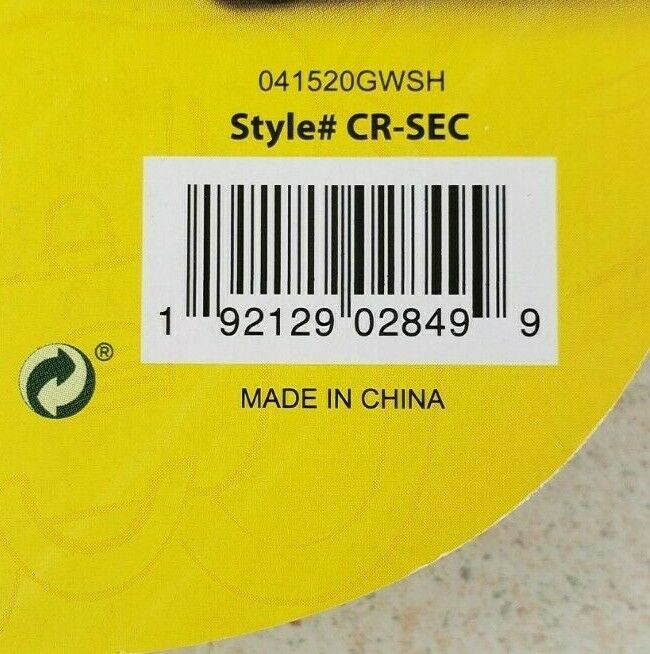 041520GWSH
Style# CR-SEC
1 92129 02849 9
®
MADE IN CHINA